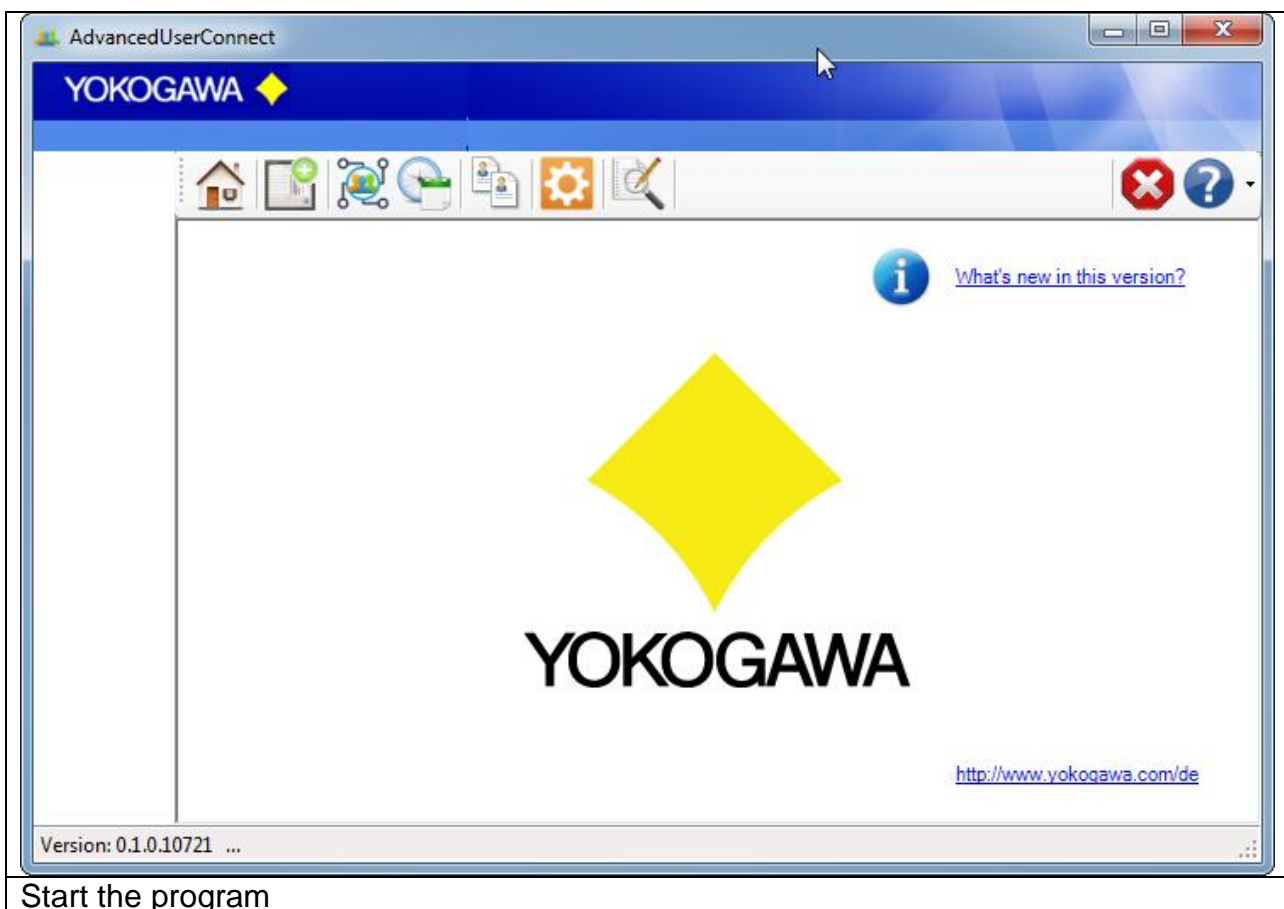 AdvancedUserConnect
YOKOGAWA
What's new in this version?
YOKOGAWA
http://www.yokogawa.com/de
Version: 0.1.0.10721 ...
Start the program